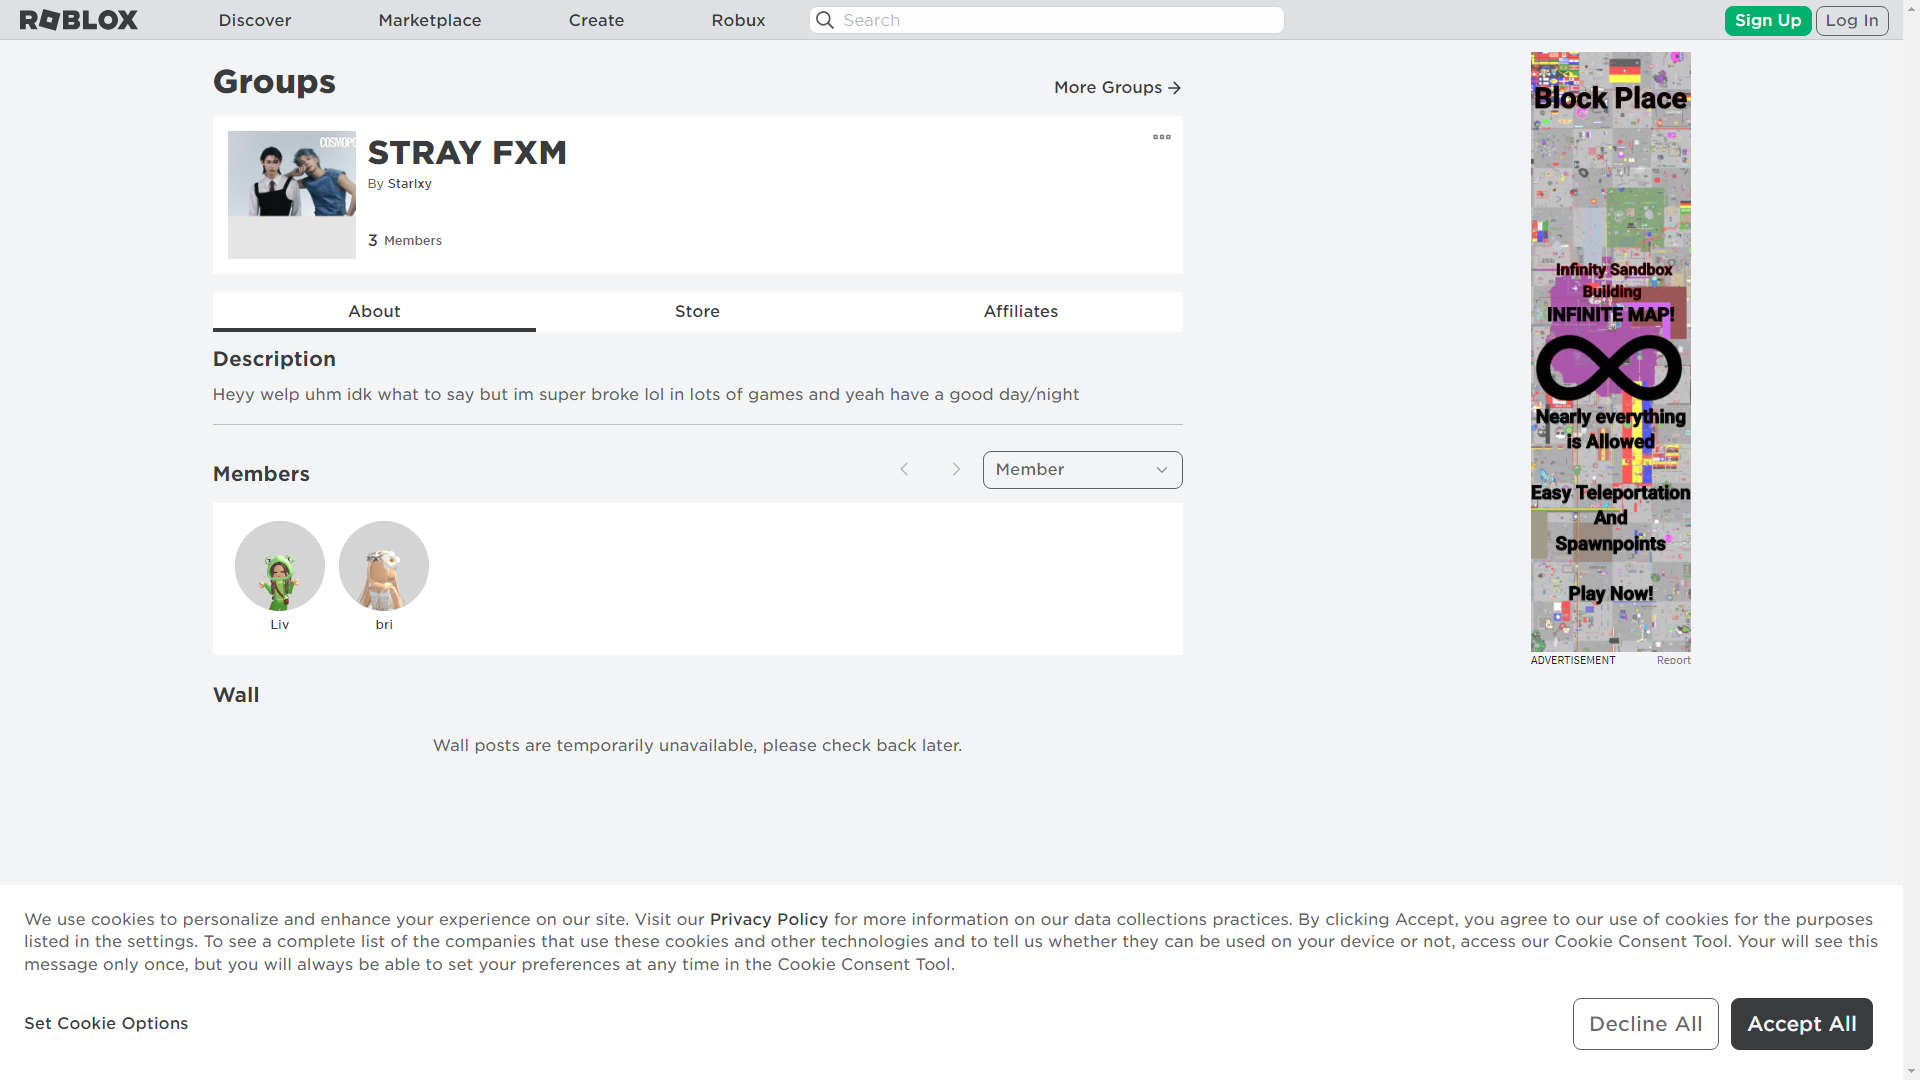 ROBLOX
Discover
Marketplace
Create
Robux
Search
Sign Up
Log In
Groups
More Groups
COSMOPO
STRAY FXM
By Starlxy
3 Members
About
Store
Affiliates
Description
Heyy welp uhm idk what to say but im super broke lol in lots of games and yeah have a good day/night
Members
Member
Liv
bri
Wall
Wall posts are temporarily unavailable, please check back later.
Block Place
Infinity Sandbox
Building
INFINITE MAP!
Nearly everything
is Allowed
Easy Teleportation
And
Spawnpoints
Play Now!
ADVERTISEMENT
Report
We use cookies to personalize and enhance your experience on our site. Visit our Privacy Policy for more information on our data collections practices. By clicking Accept, you agree to our use of cookies for the purposes
listed in the settings. To see a complete list of the companies that use these cookies and other technologies and to tell us whether they can be used on your device or not, access our Cookie Consent Tool. Your will see this
message only once, but you will always be able to set your preferences at any time in the Cookie Consent Tool.
Set Cookie Options
Decline All
Accept All